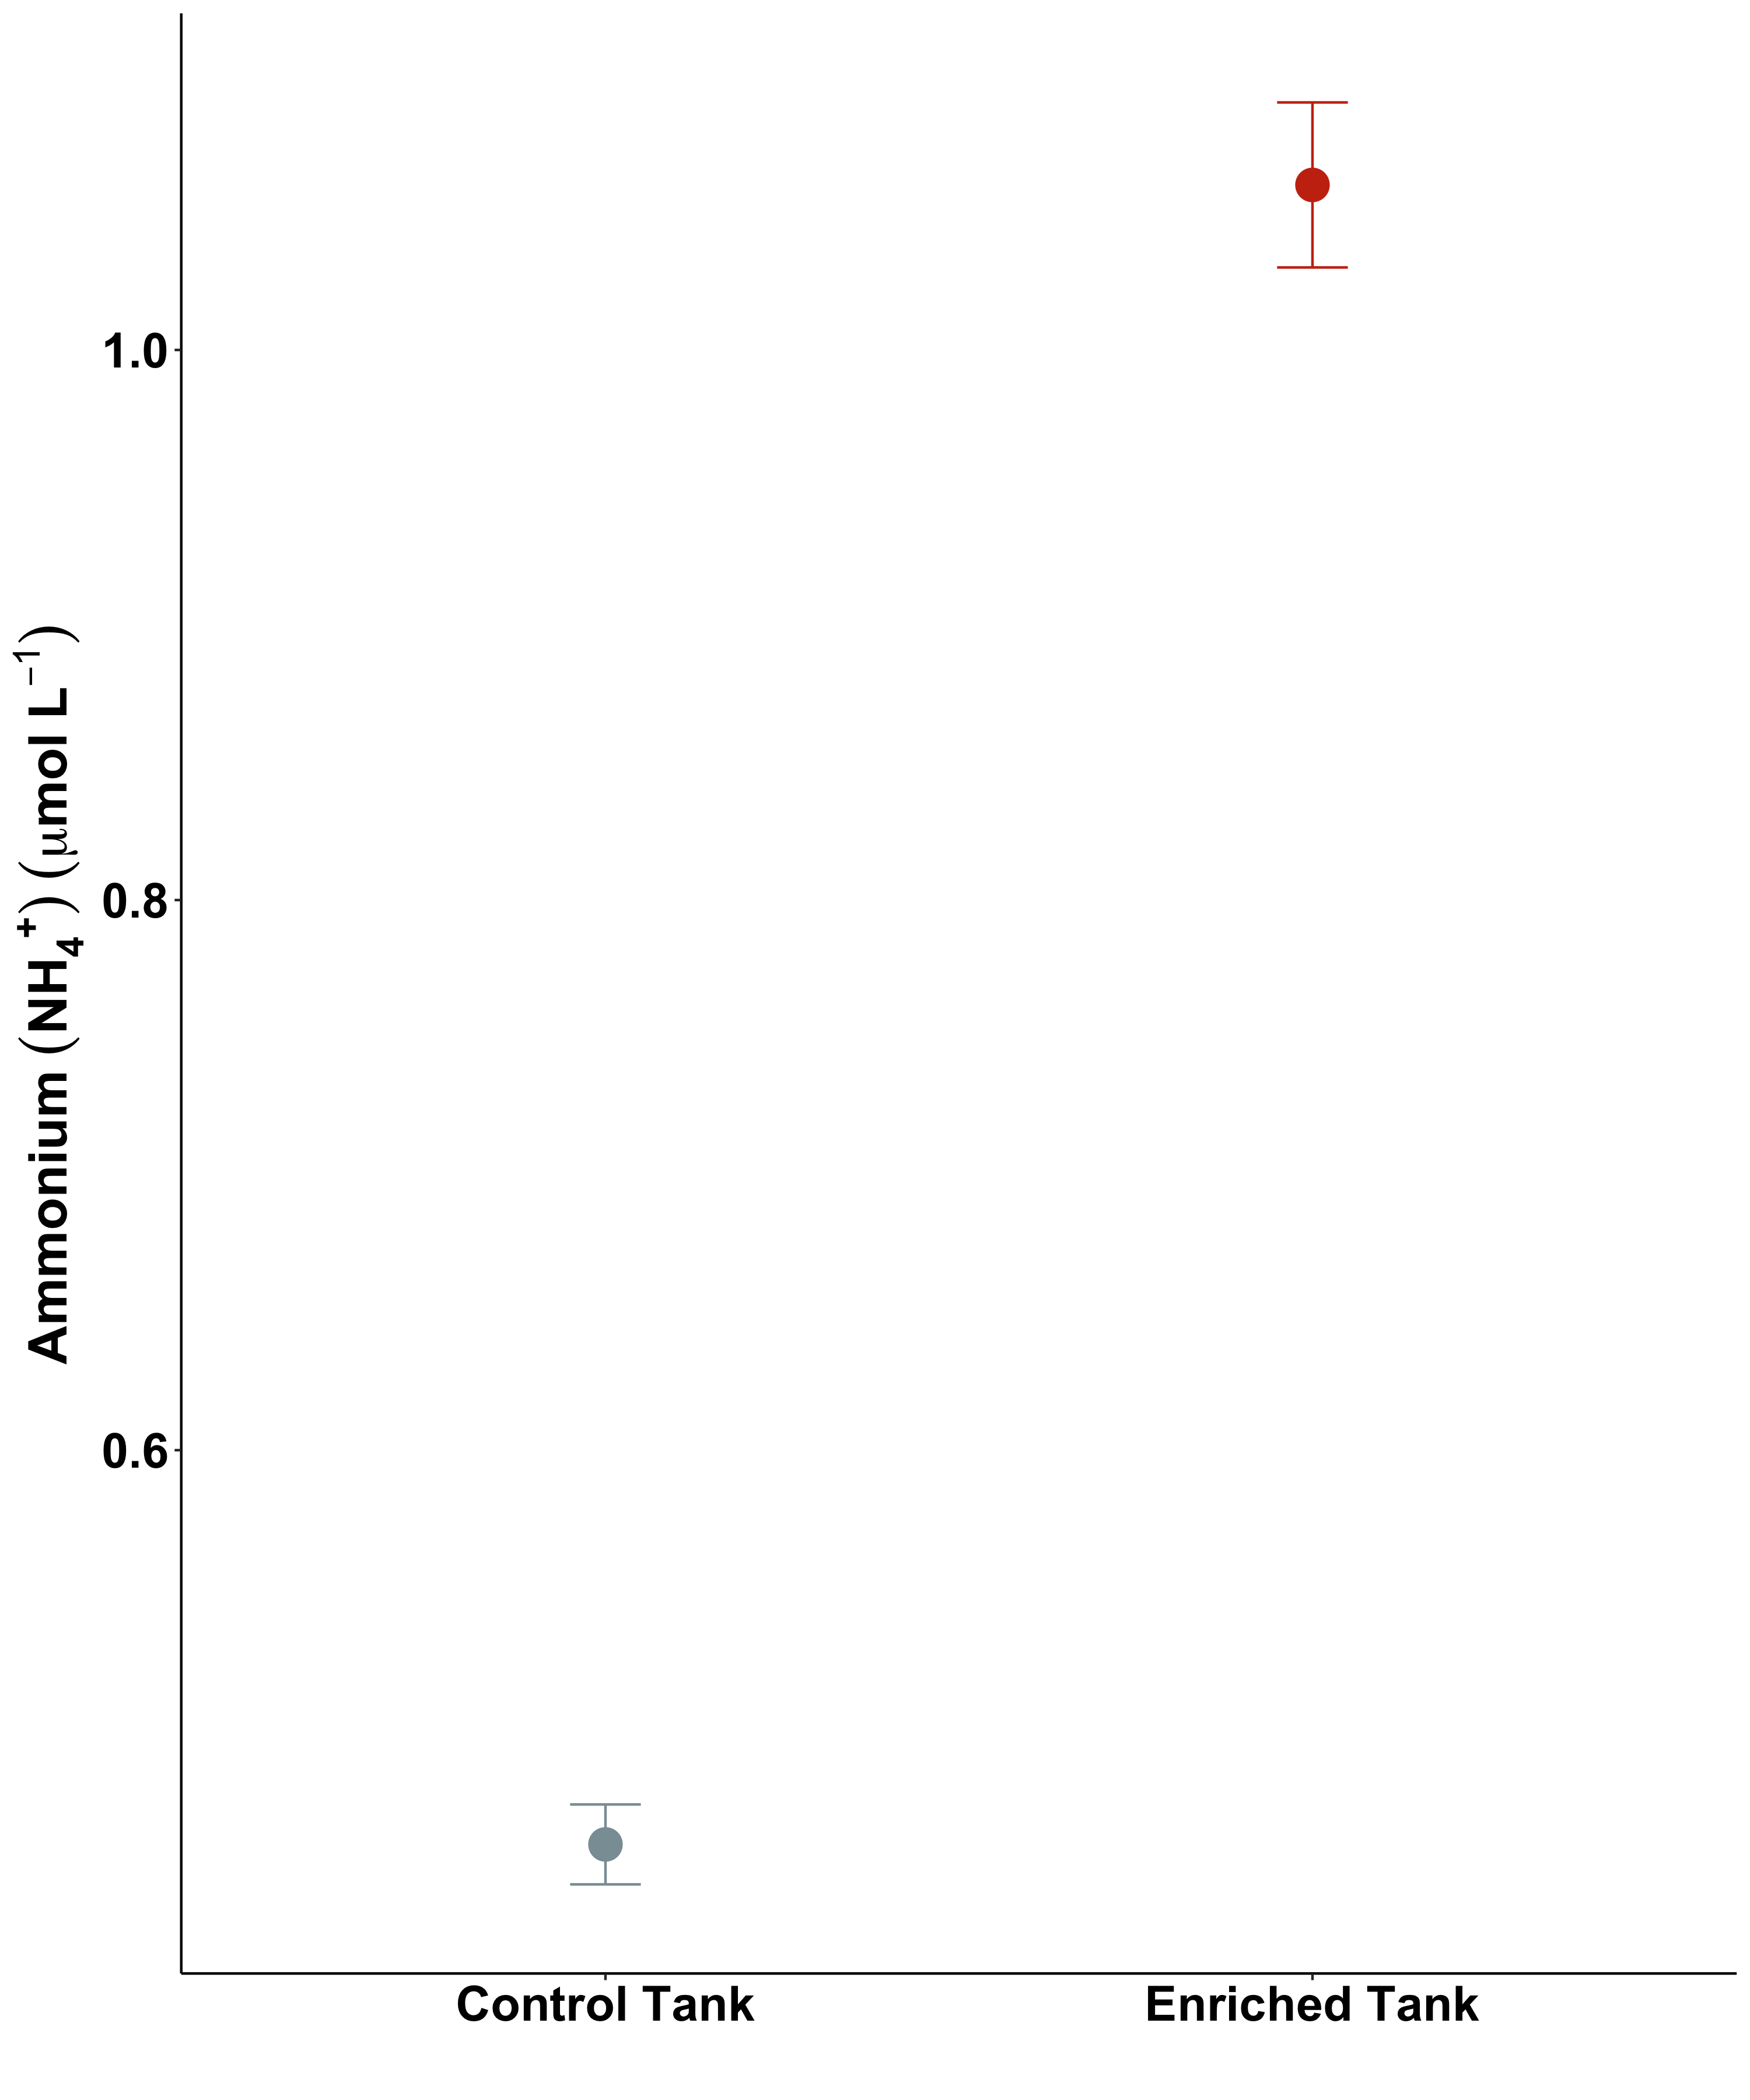 Ammonium (NH₄⁺) (μmol L⁻¹)
1.0
0.8
0.6
Control Tank
Enriched Tank